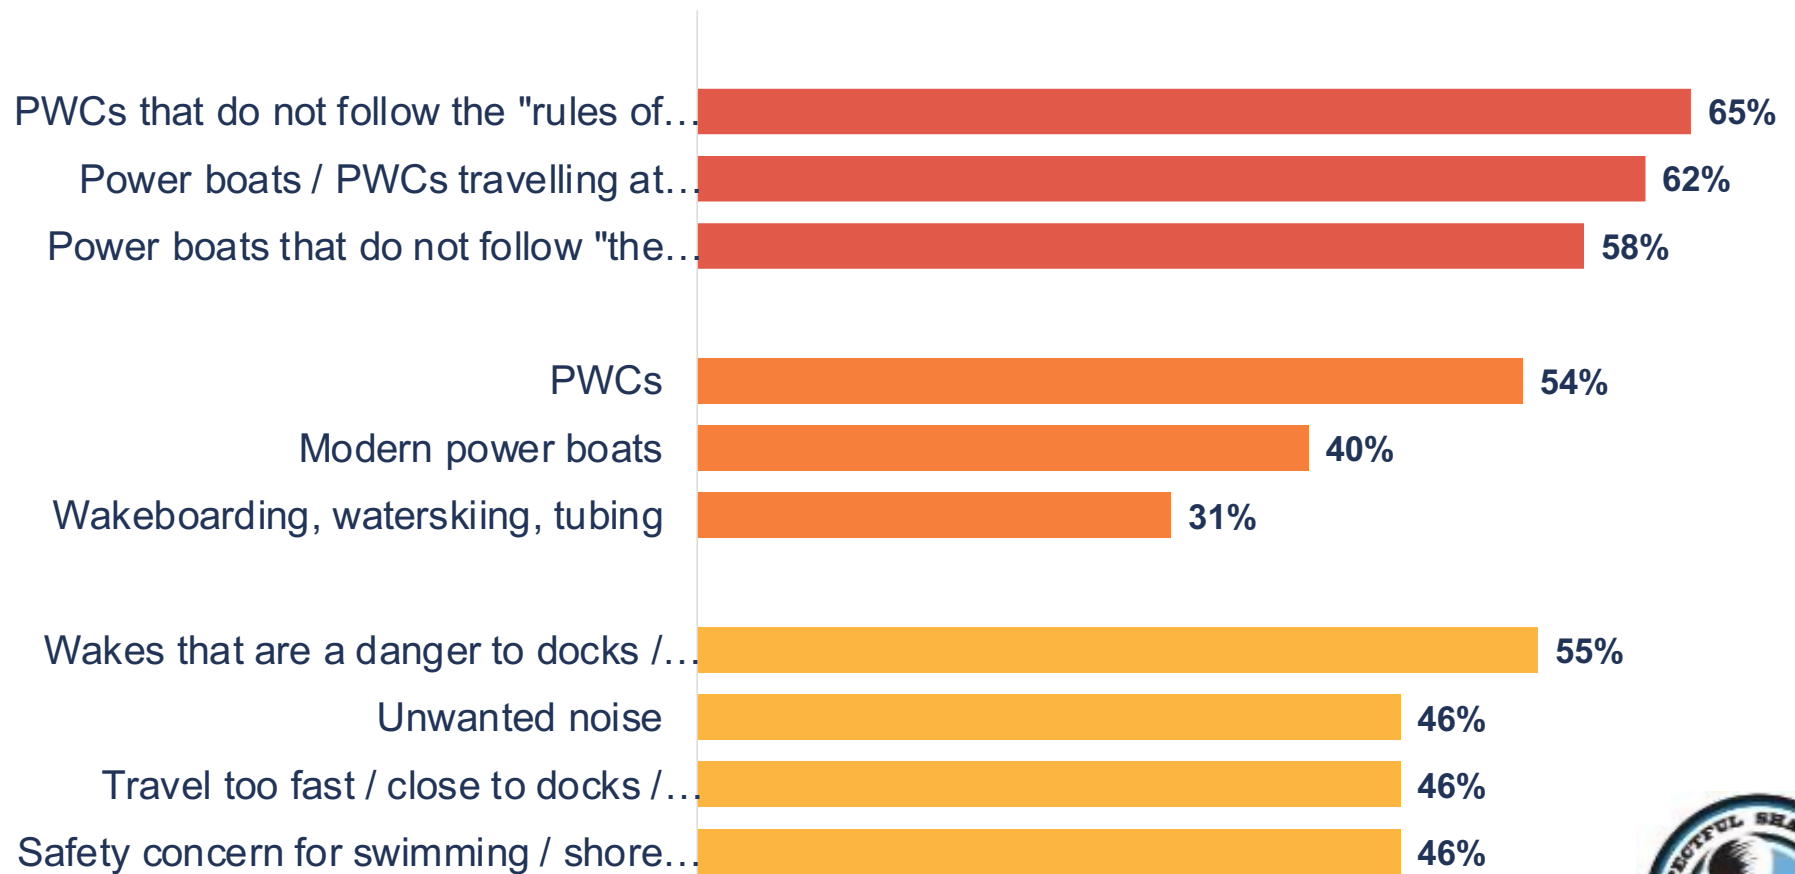 PWCs that do not follow the "rules of… 65%
Power boats / PWCs travelling at… 62%
Power boats that do not follow "the… 58%
PWCs 54%
Modern power boats 40%
Wakeboarding, waterskiing, tubing 31%
Wakes that are a danger to docks /… 55%
Unwanted noise 46%
Travel too fast / close to docks /… 46%
Safety concern for swimming / shore… 46%